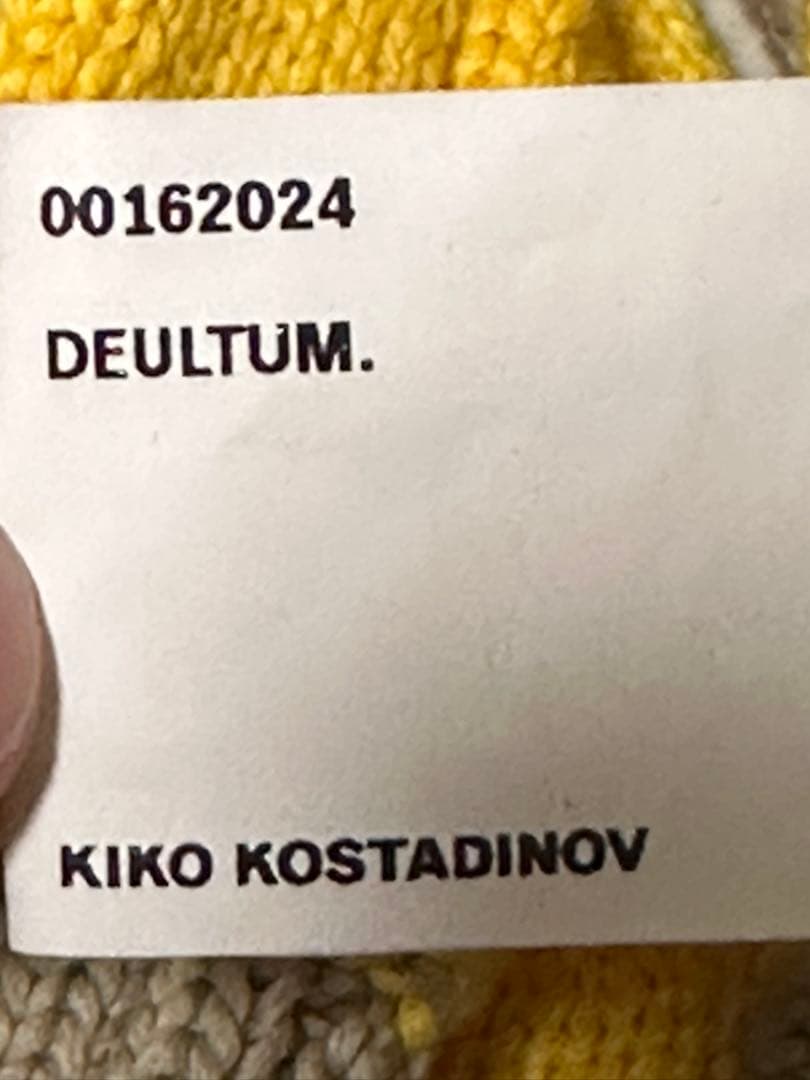 00162024
DEULTUM.
KIKO KOSTADINOV